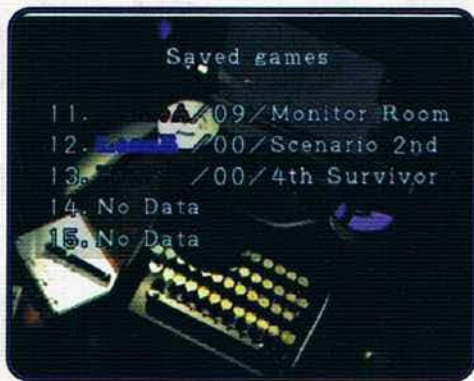 Saved games
11. A/09/Monitor Room
12. /00/Scenario 2nd
13. /00/4th Survivor
14. No Data
15. No Data